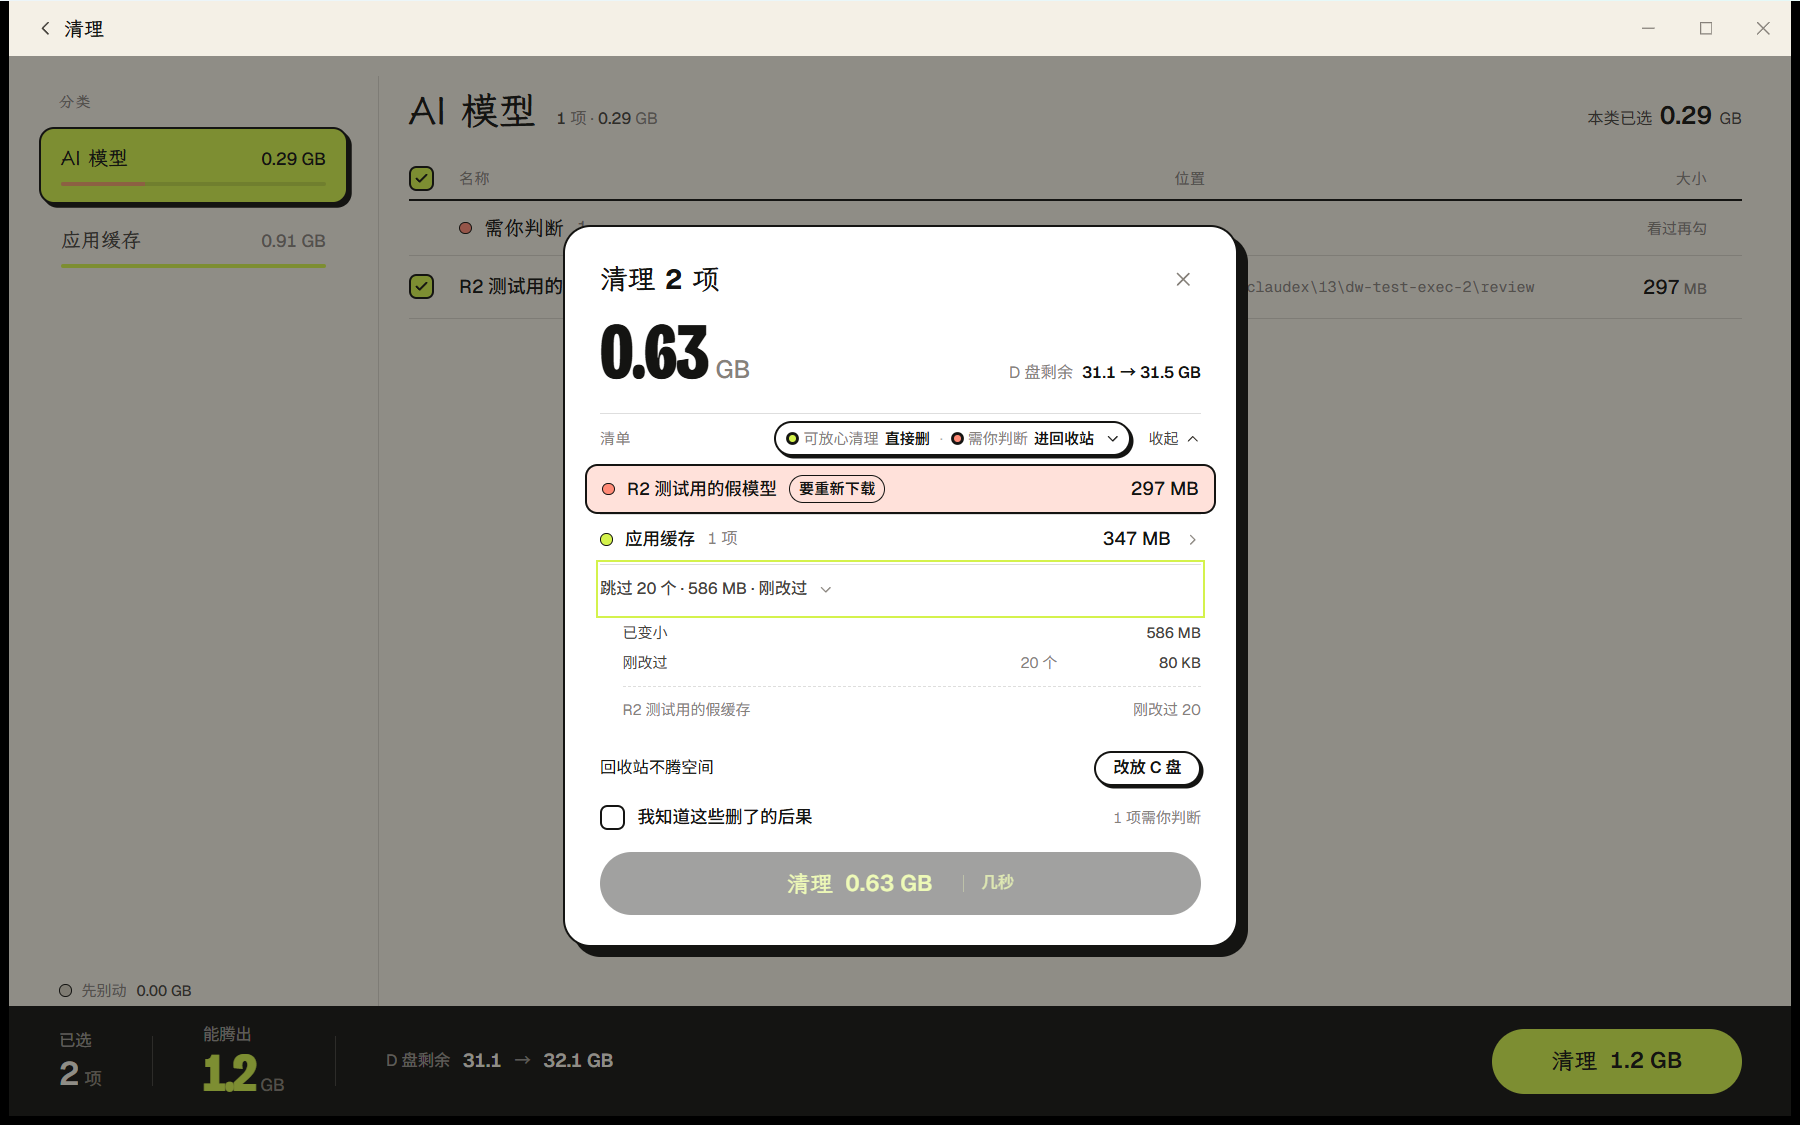 清理
分类
AI 模型 0.29 GB
应用缓存 0.91 GB
先别动 0.00 GB
AI 模型 1 项 · 0.29 GB
本类已选 0.29 GB
名称 位置 大小
需你判断 看过再勾
R2 测试用的 claudex\13\dw-test-exec-2\review 297 MB
清理 2 项
0.63 GB
D 盘剩余 31.1 → 31.5 GB
清单 可放心清理 直接删 · 需你判断 进回收站 收起
R2 测试用的假模型 要重新下载 297 MB
应用缓存 1 项 347 MB
跳过 20 个 · 586 MB · 刚改过
已变小 586 MB
刚改过 20 个 80 KB
R2 测试用的假缓存 刚改过 20
回收站不腾空间 改放 C 盘
我知道这些删了的后果 1 项需你判断
清理 0.63 GB 几秒
已选
2 项
能腾出
1.2 GB
D 盘剩余 31.1 → 32.1 GB
清理 1.2 GB